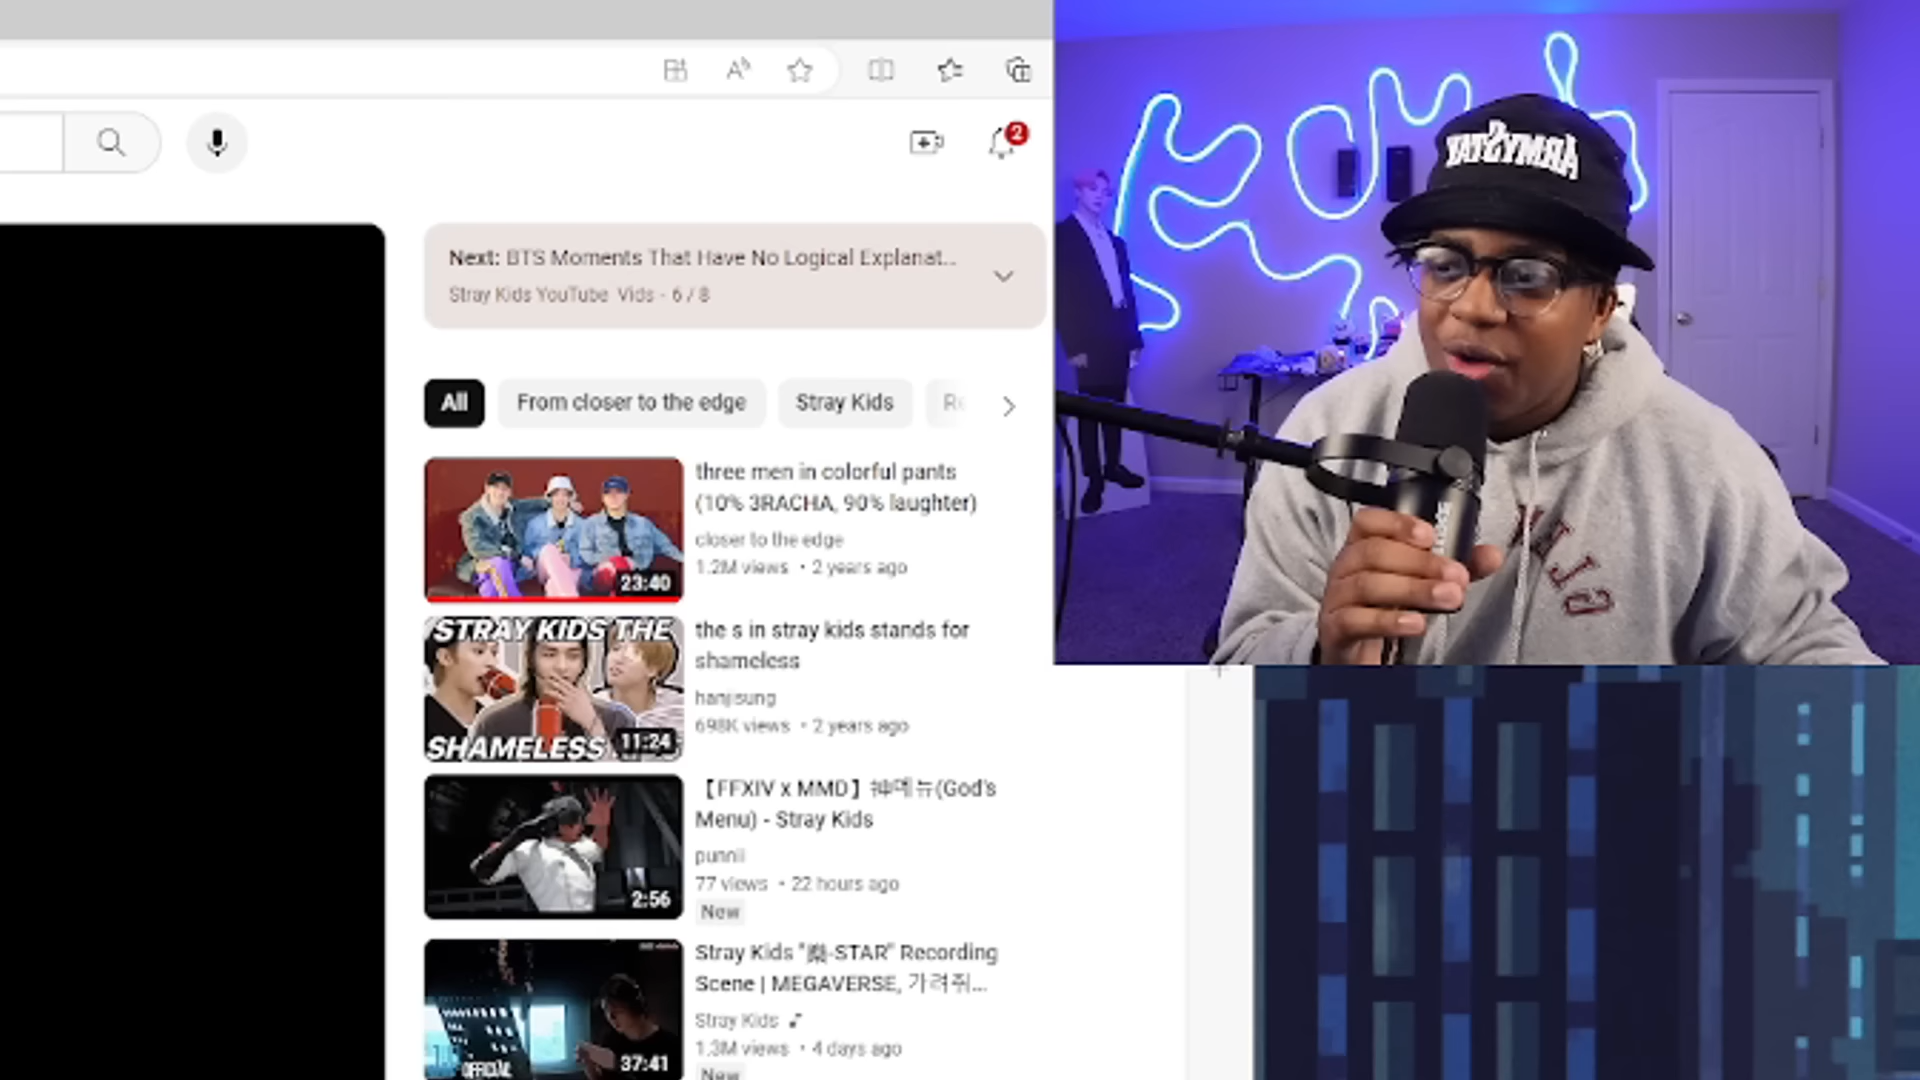 2
Next: BTS Moments That Have No Logical Explanat...
Stray Kids YouTube Vids - 6 / 8
All
From closer to the edge
Stray Kids
Re
three men in colorful pants
(10% 3RACHA, 90% laughter)
closer to the edge
1.2M views • 2 years ago
23:40
STRAY KIDS THE
SHAMELESS
11:24
the s in stray kids stands for
shameless
hanjisung
698K views • 2 years ago
【FFXIV x MMD】神메뉴(God's
Menu) - Stray Kids
punnii
77 views • 22 hours ago
New
2:56
Stray Kids "樂-STAR" Recording
Scene | MEGAVERSE, 가려줘...
Stray Kids
1.3M views • 4 days ago
New
OFFICIAL
37:41
ARMYSTAY